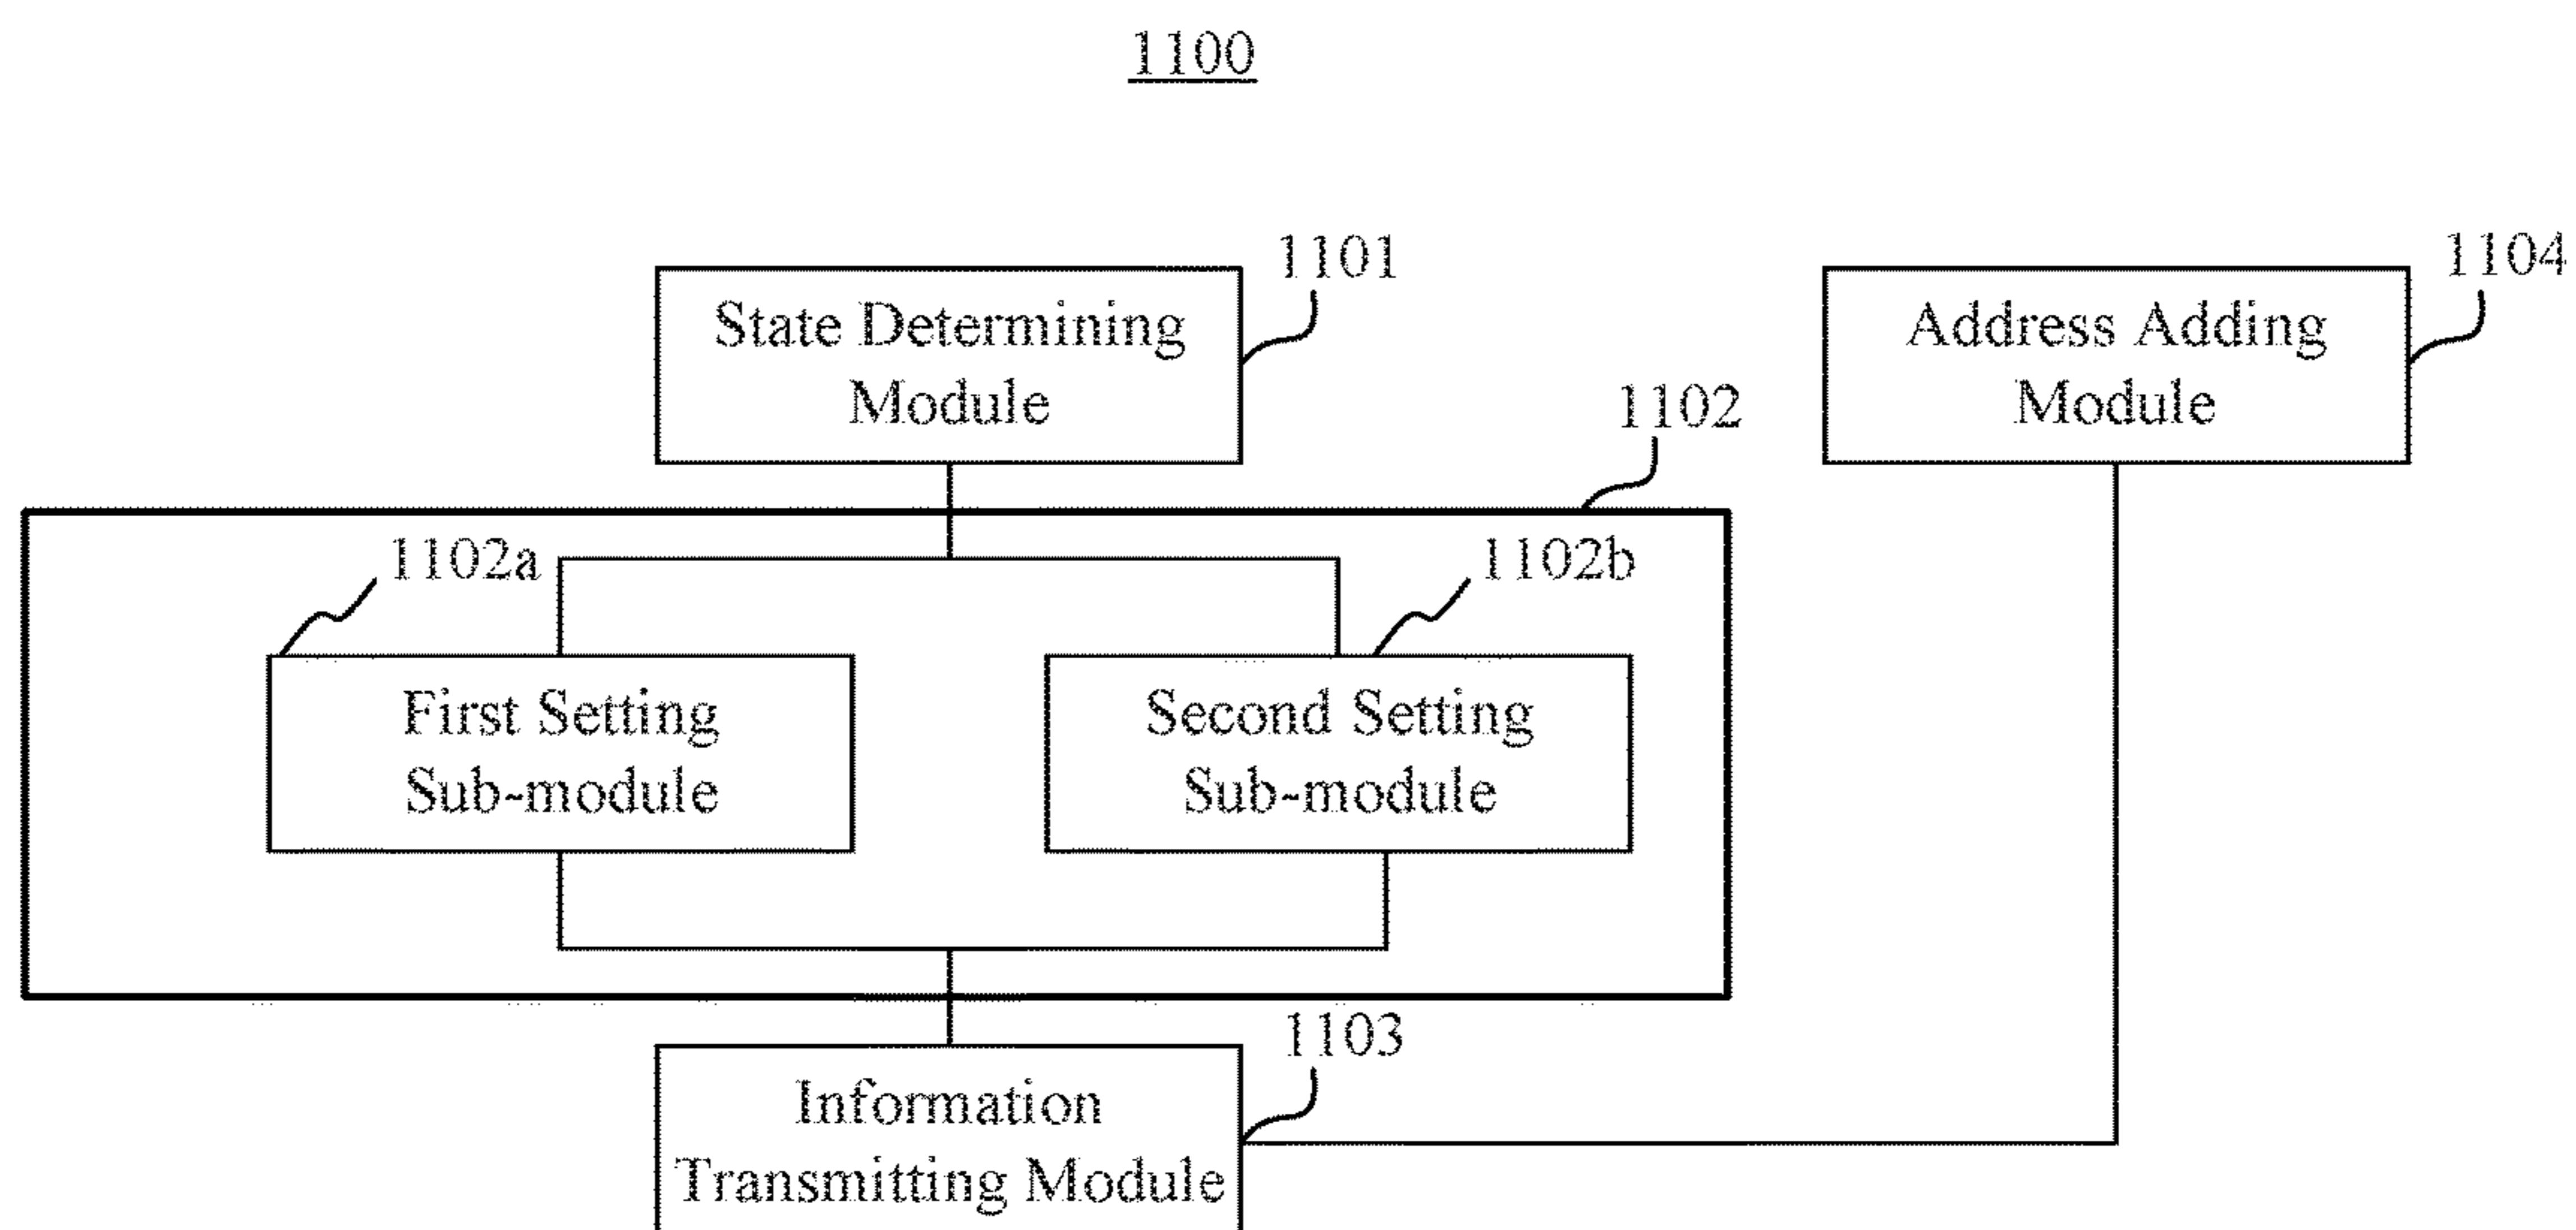 1100
1101
State Determining
Module
1104
Address Adding
Module
1102
1102a
1102b
First Setting
Sub-module
Second Setting
Sub-module
1103
Information
Transmitting Module